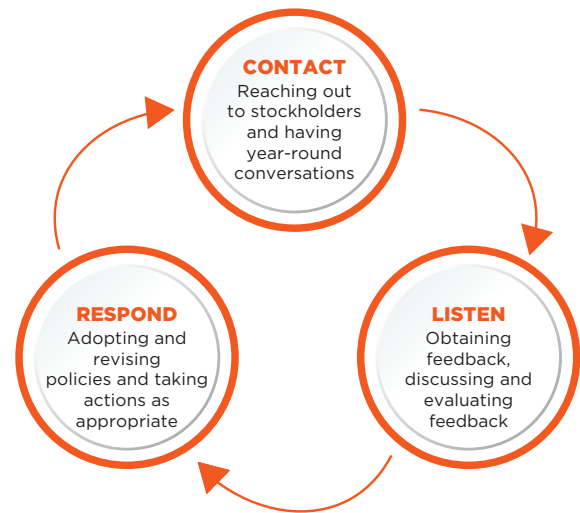 CONTACT
Reaching out
to stockholders
and having
year-round
conversations
LISTEN
Obtaining
feedback,
discussing and
evaluating
feedback
RESPOND
Adopting and
revising
policies and taking
actions as
appropriate